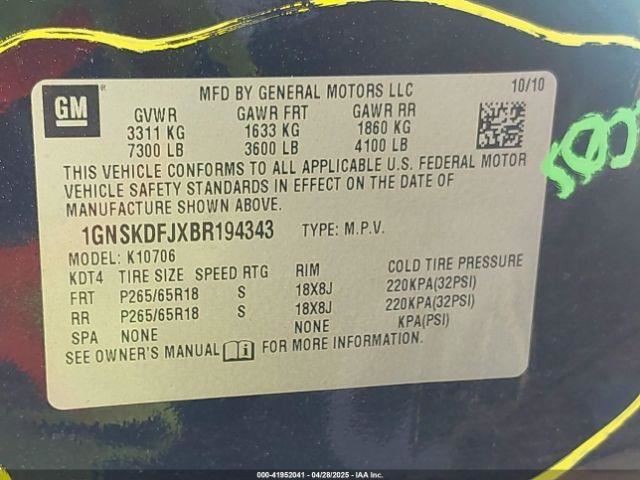 GM
MFD BY GENERAL MOTORS LLC 10/10
GVWR GAWR FRT GAWR RR
3311 KG 1633 KG 1860 KG
7300 LB 3600 LB 4100 LB
THIS VEHICLE CONFORMS TO ALL APPLICABLE U.S. FEDERAL MOTOR
VEHICLE SAFETY STANDARDS IN EFFECT ON THE DATE OF
MANUFACTURE SHOWN ABOVE.
1GNSKDFJXBR194343 TYPE: M.P.V.
MODEL: K10706
KDT4 TIRE SIZE SPEED RTG RIM COLD TIRE PRESSURE
FRT P265/65R18 S 18X8J 220KPA(32PSI)
RR P265/65R18 S 18X8J 220KPA(32PSI)
SPA NONE NONE KPA(PSI)
SEE OWNER'S MANUAL FOR MORE INFORMATION.
000-41952041 - 04/28/2025 - IAA Inc.